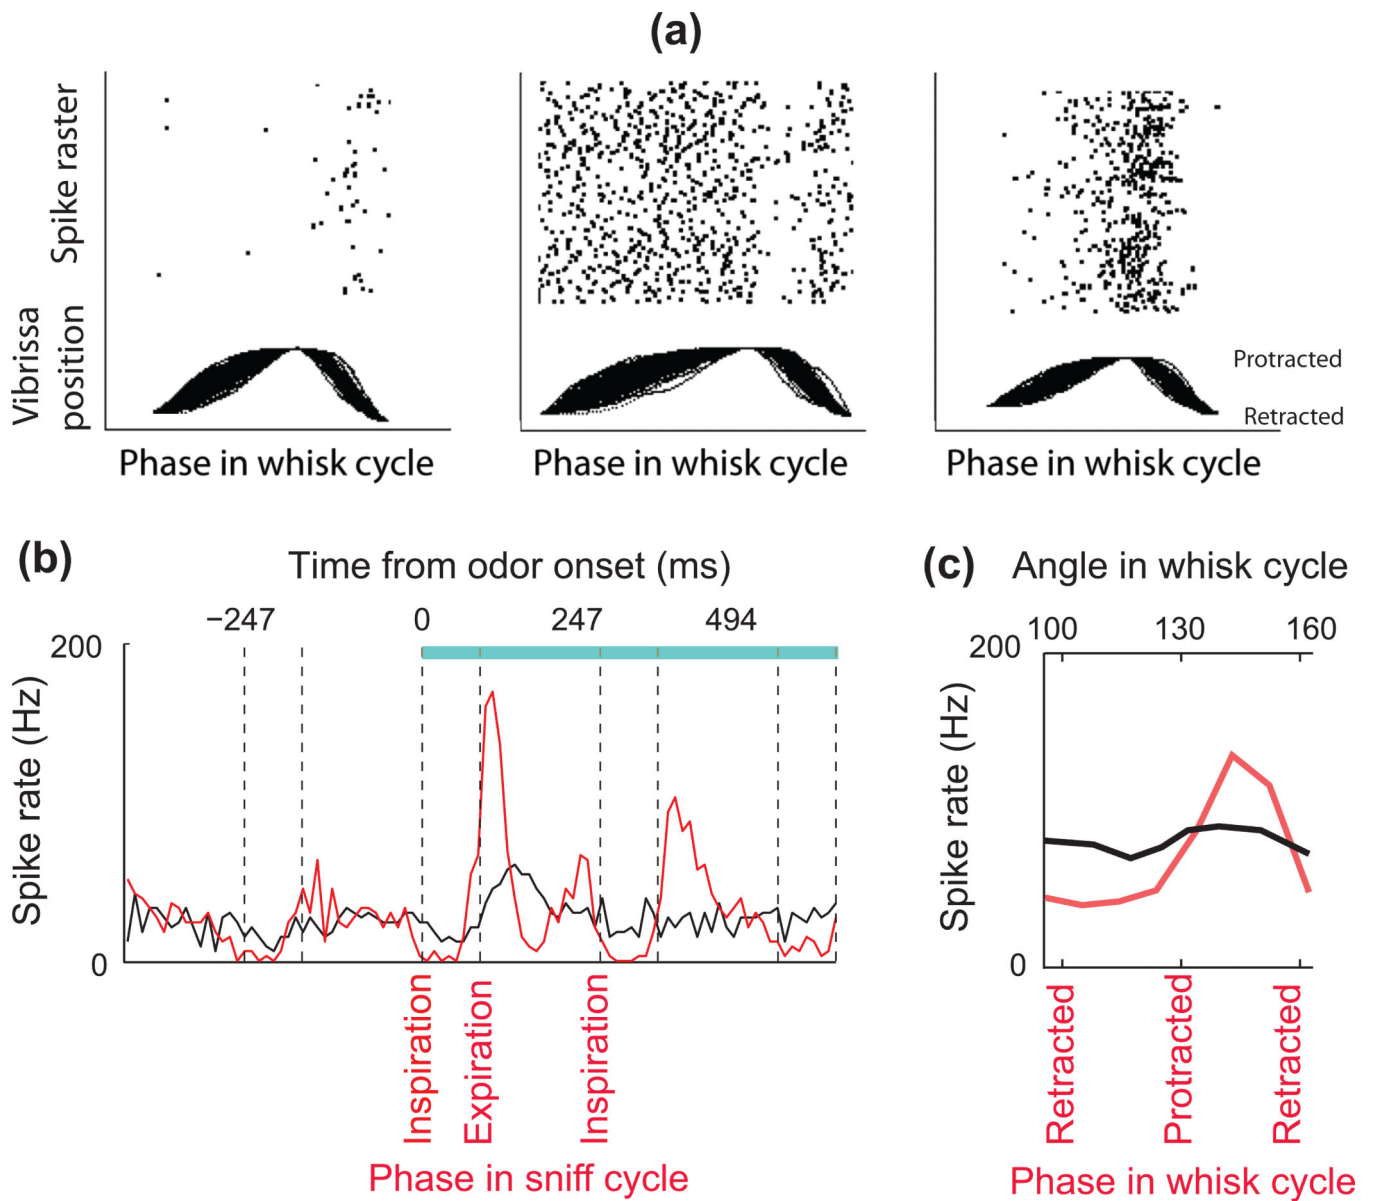 (a)
Spike raster
Vibrissa
position
Protracted
Retracted
Phase in whisk cycle
Phase in whisk cycle
Phase in whisk cycle
(b)
Time from odor onset (ms)
−247
0
247
494
200
Spike rate (Hz)
0
Inspiration
Expiration
Inspiration
Phase in sniff cycle
(c)
Angle in whisk cycle
100
130
160
200
Spike rate (Hz)
0
Retracted
Protracted
Retracted
Phase in whisk cycle